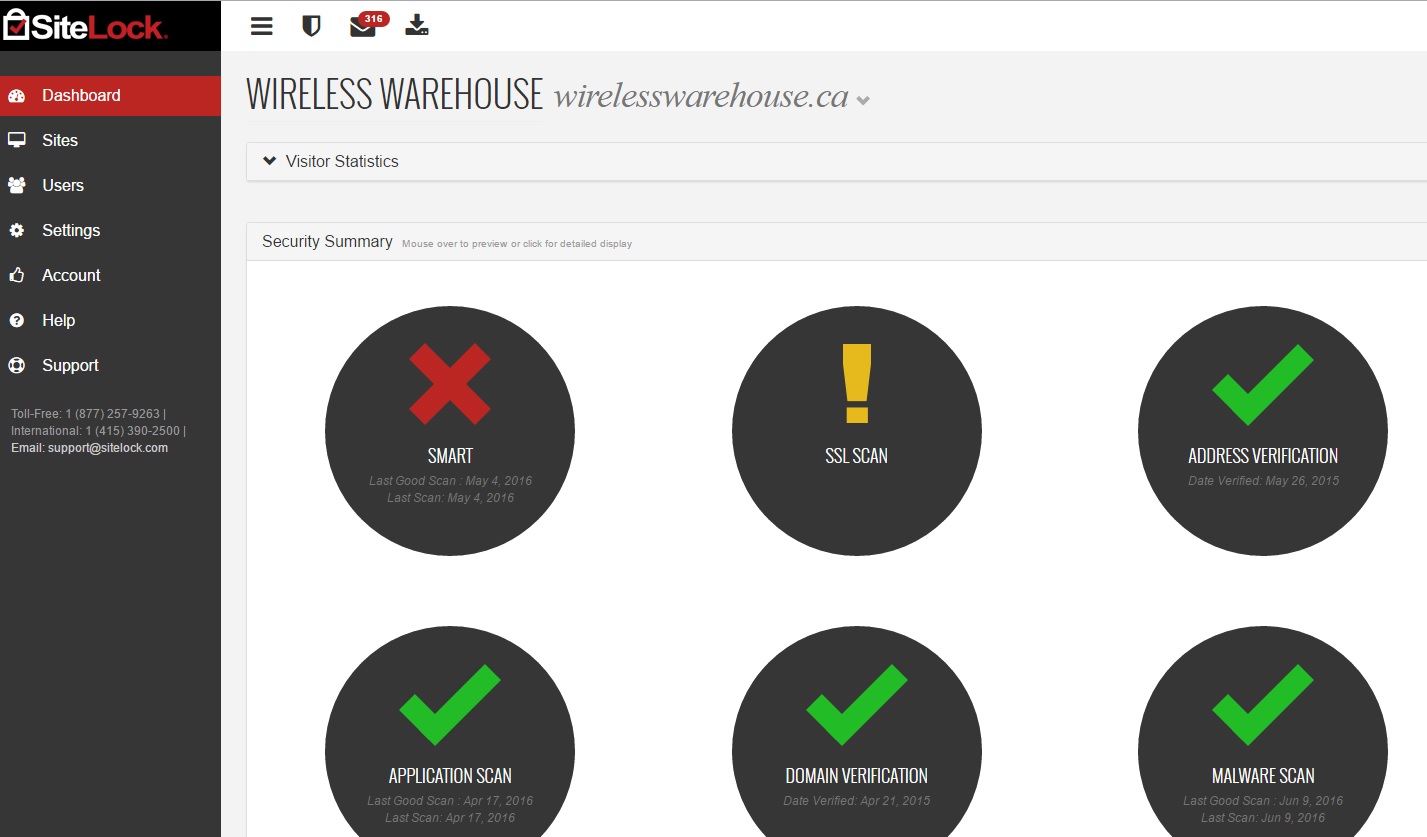 SiteLock.
316
Dashboard
Sites
Users
Settings
Account
Help
Support
Toll-Free: 1 (877) 257-9263 |
International: 1 (415) 390-2500 |
Email: support@sitelock.com
WIRELESS WAREHOUSE wirelesswarehouse.ca
Visitor Statistics
Security Summary Mouse over to preview or click for detailed display
SMART
Last Good Scan : May 4, 2016
Last Scan: May 4, 2016
SSL SCAN
ADDRESS VERIFICATION
Date Verified: May 26, 2015
APPLICATION SCAN
Last Good Scan : Apr 17, 2016
Last Scan: Apr 17, 2016
DOMAIN VERIFICATION
Date Verified: Apr 21, 2015
MALWARE SCAN
Last Good Scan : Jun 9, 2016
Last Scan: Jun 9, 2016